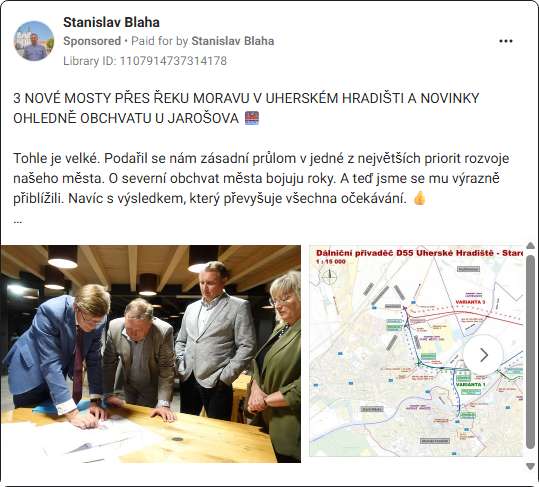 Stanislav Blaha
Sponsored • Paid for by Stanislav Blaha
Library ID: 1107914737314178
3 NOVÉ MOSTY PŘES ŘEKU MORAVU V UHERSKÉM HRADIŠTI A NOVINKY
OHLEDNĚ OBCHVATU U JAROŠOVA
Tohle je velké. Podařil se nám zásadní průlom v jedné z největších priorit rozvoje
našeho města. O severní obchvat města bojuju roky. A teď jsme se mu výrazně
přiblížili. Navíc s výsledkem, který převyšuje všechna očekávání.
...
Dálniční přivaděč D55 Uherské Hradiště - Star
1 : 15 000
VARIANTA 3
VARIANTA 1